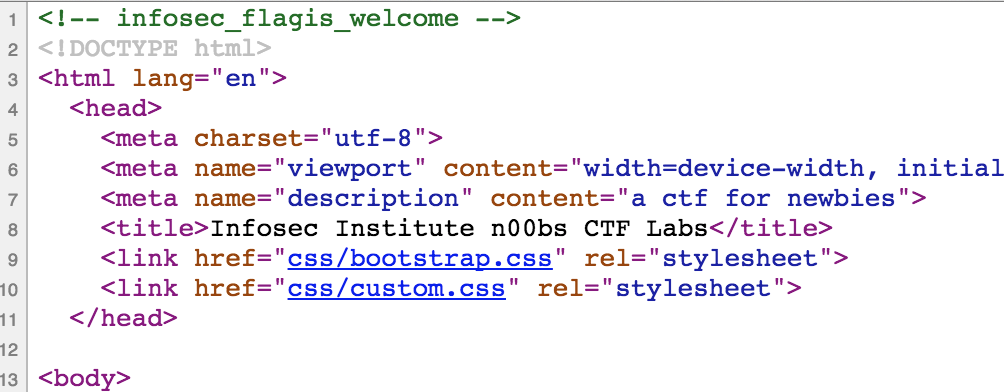 1 <!-- infosec_flagis_welcome -->
2 <!DOCTYPE html>
3 <html lang="en">
4 <head>
5 <meta charset="utf-8">
6 <meta name="viewport" content="width=device-width, initial
7 <meta name="description" content="a ctf for newbies">
8 <title>Infosec Institute n00bs CTF Labs</title>
9 <link href="css/bootstrap.css" rel="stylesheet">
10 <link href="css/custom.css" rel="stylesheet">
11 </head>
12
13 <body>